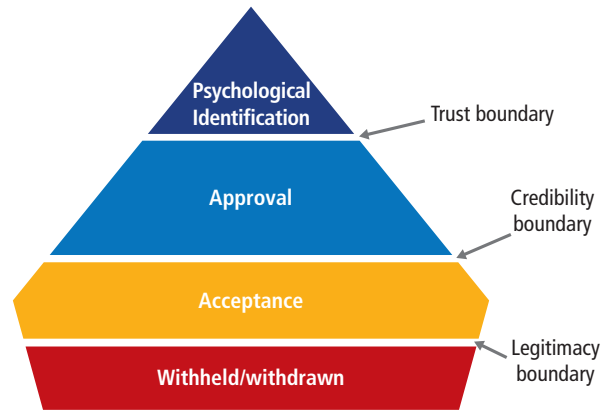 Psychological
Identification
Trust boundary
Approval
Credibility
boundary
Acceptance
Legitimacy
boundary
Withheld/withdrawn